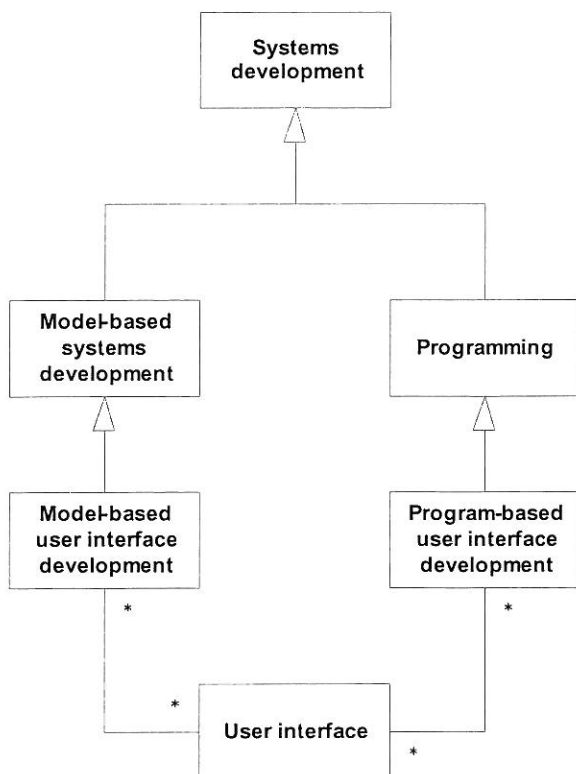 Systems
development
Model-based
systems
development
Programming
Model-based
user interface
development
Program-based
user interface
development
*
*
*
User interface
*